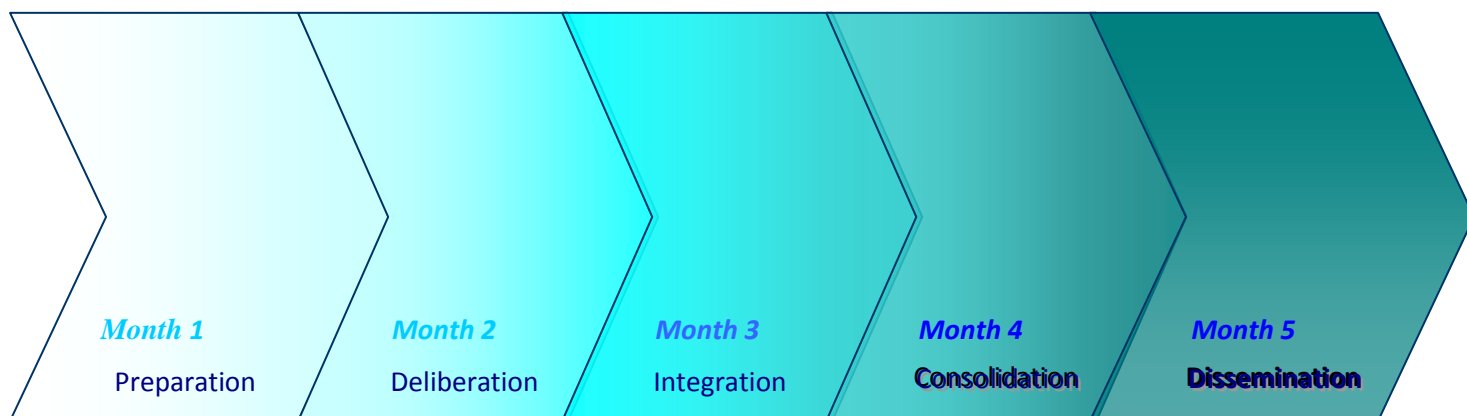 Month 1
Preparation
Month 2
Deliberation
Month 3
Integration
Month 4
Consolidation
Month 5
Dissemination